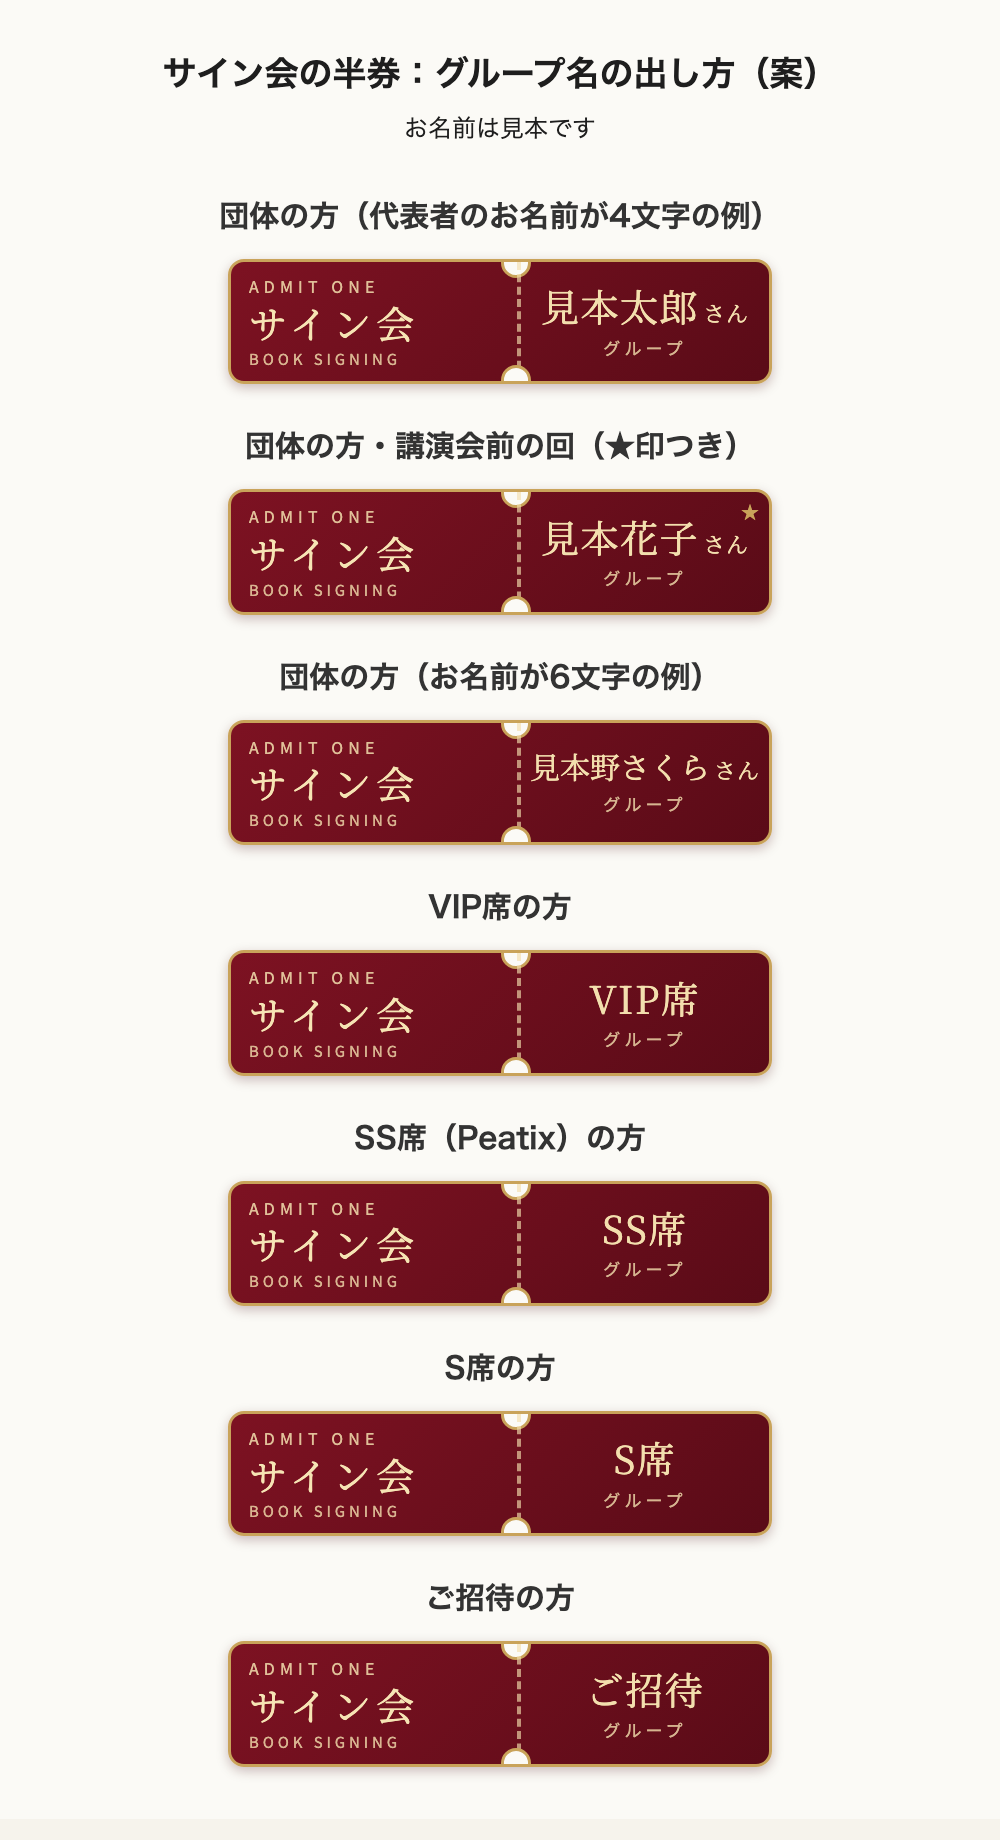 サイン会の半券：グループ名の出し方（案）
お名前は見本です
団体の方（代表者のお名前が4文字の例）
ADMIT ONE
サイン会
BOOK SIGNING
見本太郎さん
グループ
団体の方・講演会前の回（★印つき）
ADMIT ONE
サイン会
BOOK SIGNING
★
見本花子さん
グループ
団体の方（お名前が6文字の例）
ADMIT ONE
サイン会
BOOK SIGNING
見本野さくらさん
グループ
VIP席の方
ADMIT ONE
サイン会
BOOK SIGNING
VIP席
グループ
SS席（Peatix）の方
ADMIT ONE
サイン会
BOOK SIGNING
SS席
グループ
S席の方
ADMIT ONE
サイン会
BOOK SIGNING
S席
グループ
ご招待の方
ADMIT ONE
サイン会
BOOK SIGNING
ご招待
グループ